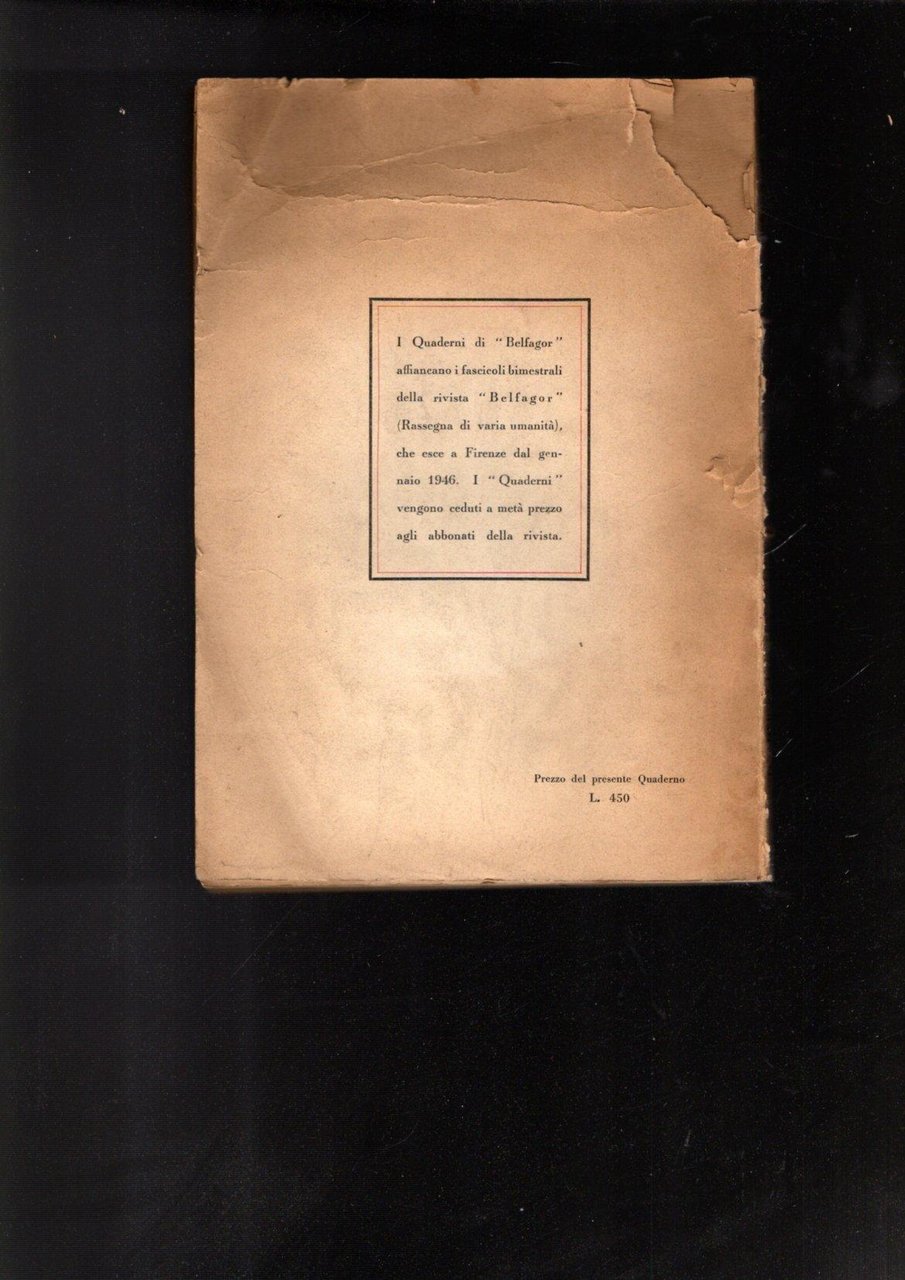 I Quaderni di “Belfagor”
affiancano i fascicoli bimestrali
della rivista “Belfagor”
(Rassegna di varia umanità),
che esce a Firenze dal gen-
naio 1946. I “Quaderni”
vengono ceduti a metà prezzo
agli abbonati della rivista.
Prezzo del presente Quaderno
L. 450